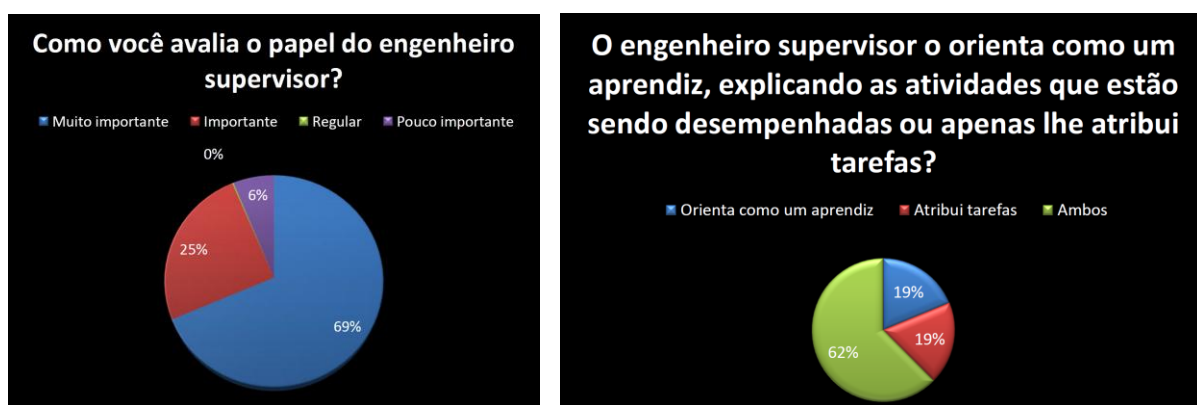 Como você avalia o papel do engenheiro
supervisor?
Muito importante Importante Regular Pouco importante
0%
6%
25%
69%
O engenheiro supervisor o orienta como um
aprendiz, explicando as atividades que estão
sendo desempenhadas ou apenas lhe atribui
tarefas?
Orienta como um aprendiz Atribui tarefas Ambos
19%
19%
62%